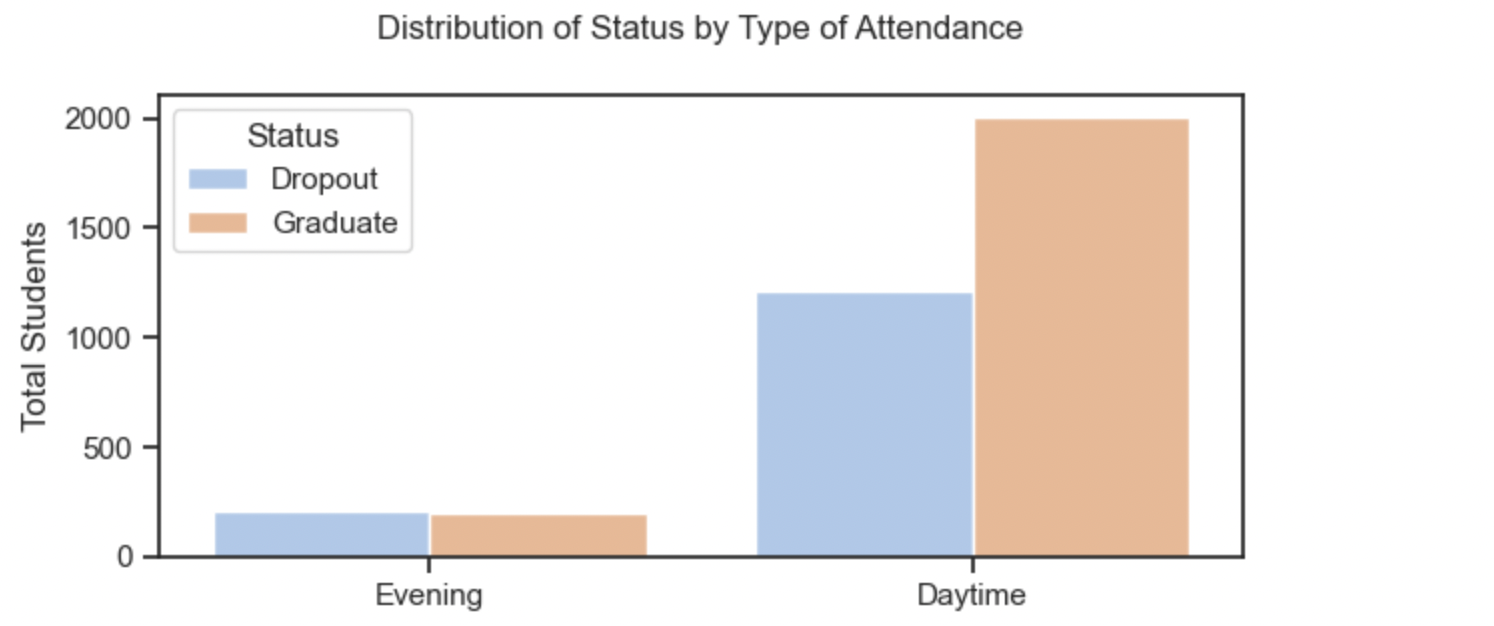 Distribution of Status by Type of Attendance
2000
1500
1000
500
0
Total Students
Status
Dropout
Graduate
Evening
Daytime